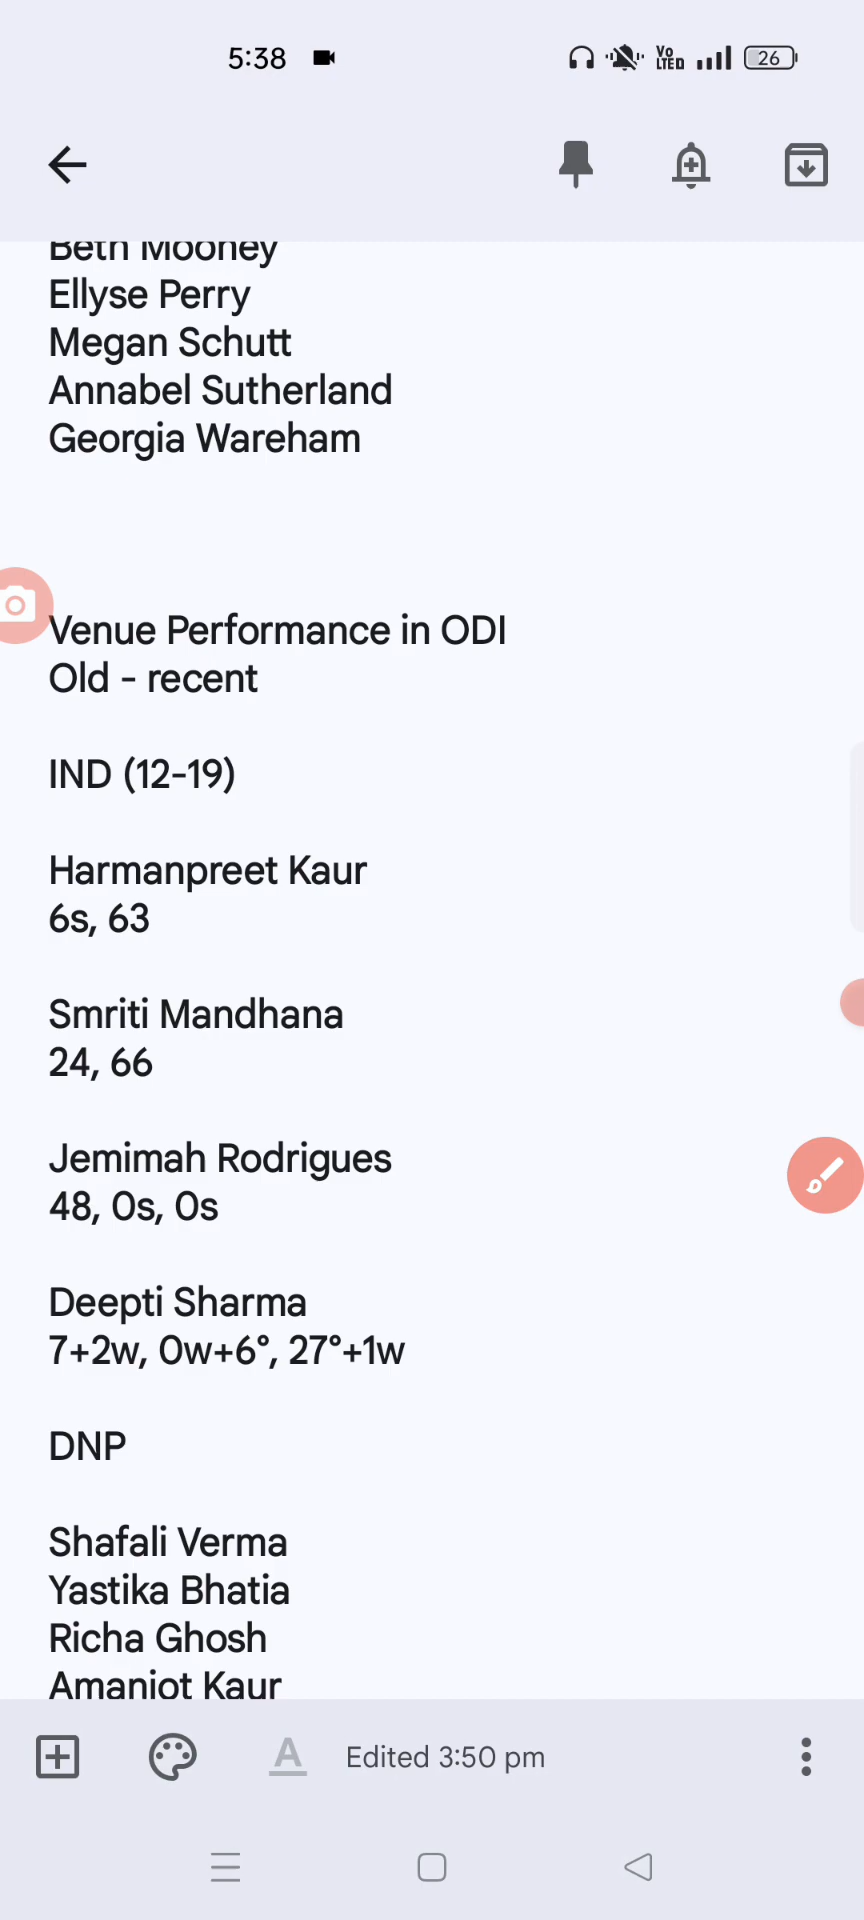 5:38
Vo LTED
26
Beth Mooney
Ellyse Perry
Megan Schutt
Annabel Sutherland
Georgia Wareham
Venue Performance in ODI
Old - recent
IND (12-19)
Harmanpreet Kaur
6s, 63
Smriti Mandhana
24, 66
Jemimah Rodrigues
48, 0s, 0s
Deepti Sharma
7+2w, 0w+6°, 27°+1w
DNP
Shafali Verma
Yastika Bhatia
Richa Ghosh
Amanjot Kaur
A
Edited 3:50 pm